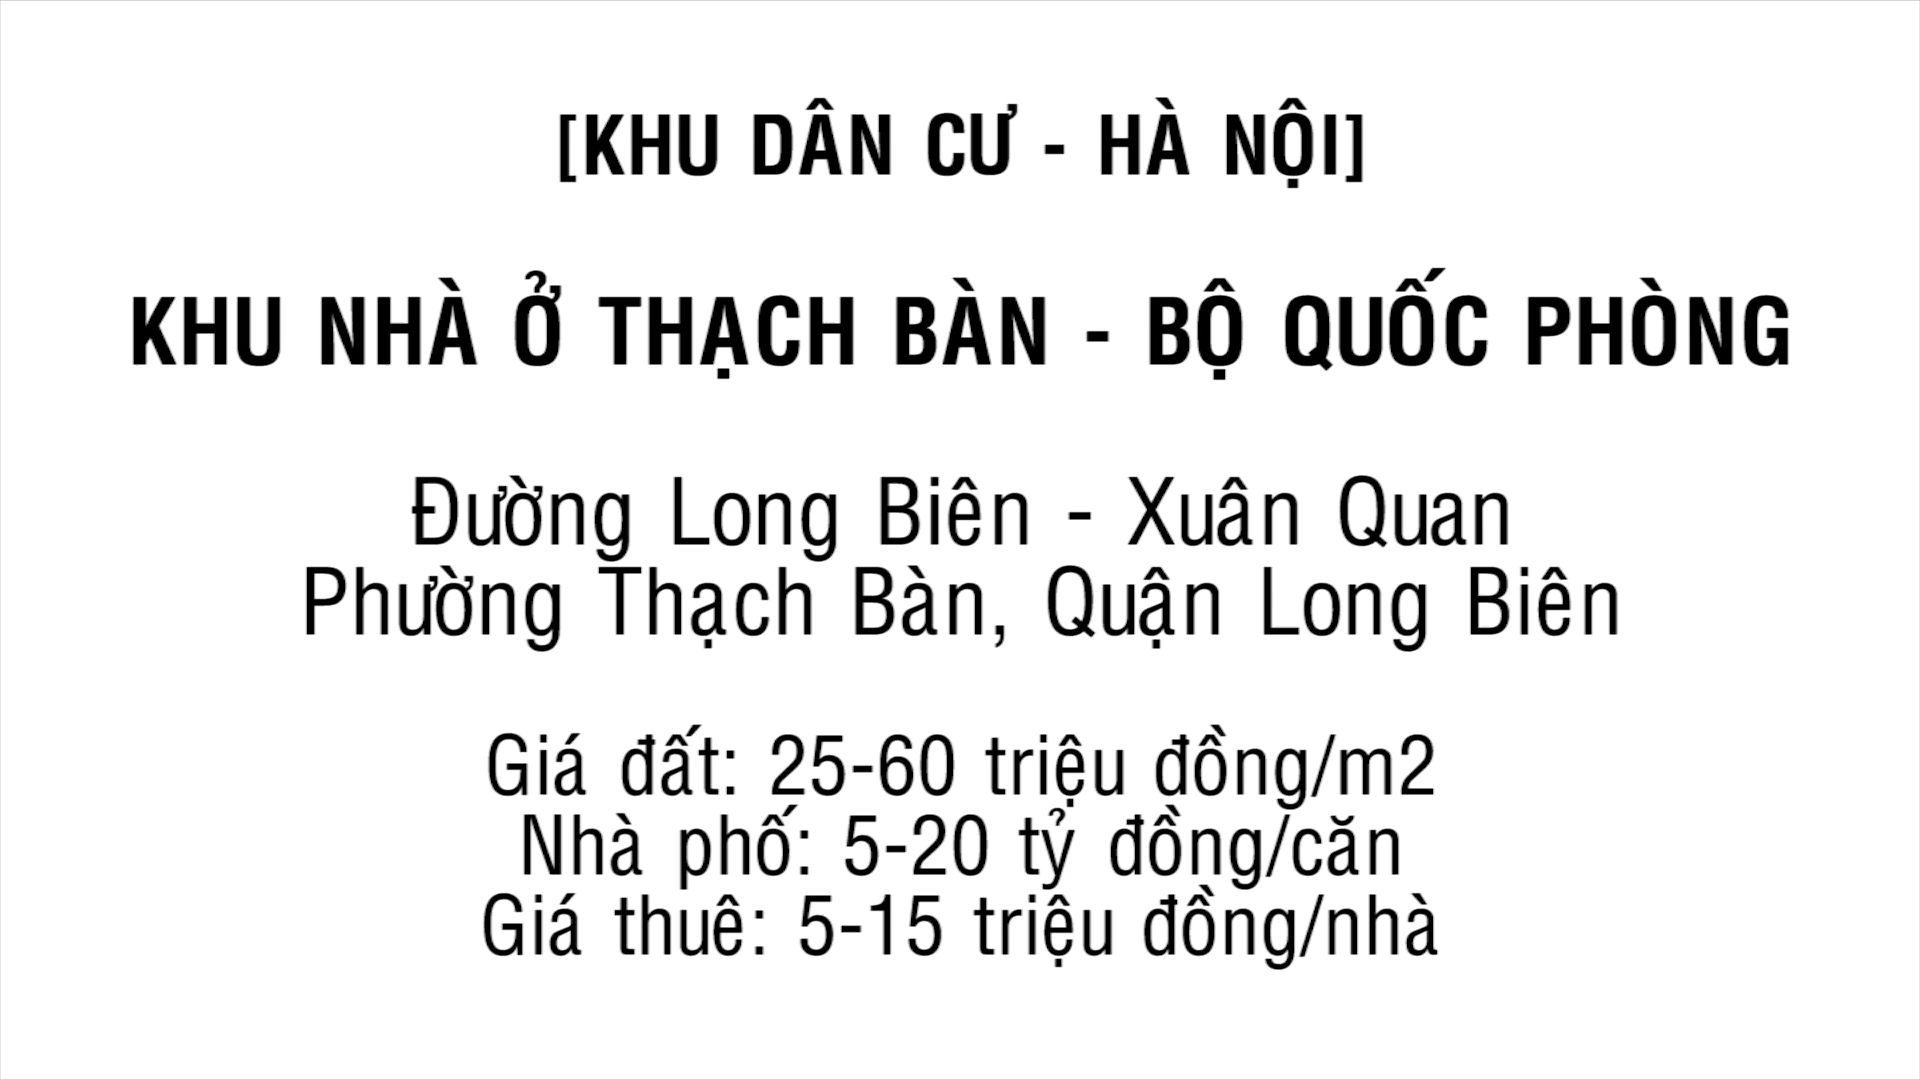 [KHU DÂN CƯ - HÀ NỘI]
KHU NHÀ Ở THẠCH BÀN - BỘ QUỐC PHÒNG
Đường Long Biên - Xuân Quan
Phường Thạch Bàn, Quận Long Biên
Giá đất: 25-60 triệu đồng/m2
Nhà phố: 5-20 tỷ đồng/căn
Giá thuê: 5-15 triệu đồng/nhà